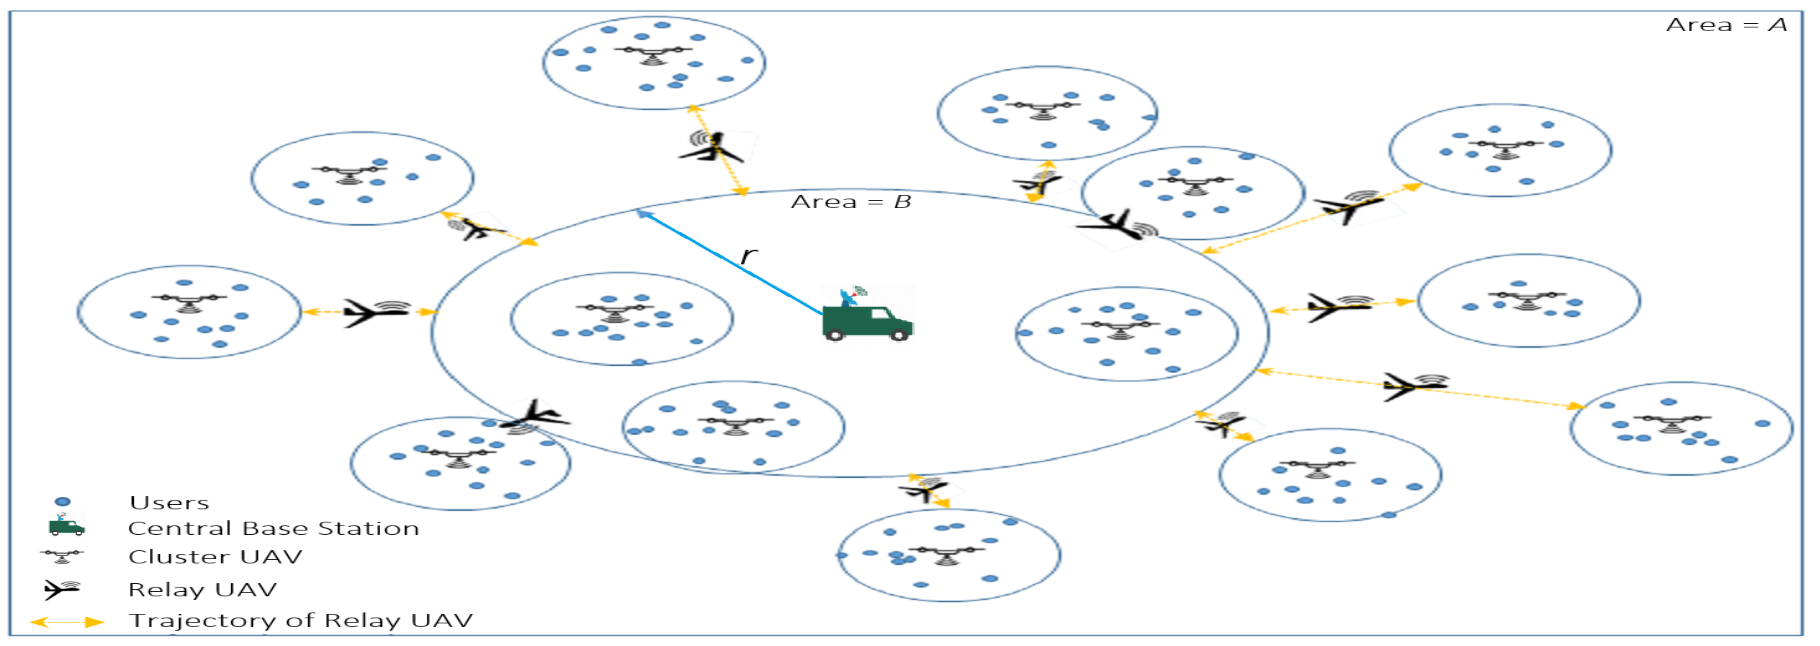 Area = A
Area = B
r
Users
Central Base Station
Cluster UAV
Relay UAV
Trajectory of Relay UAV